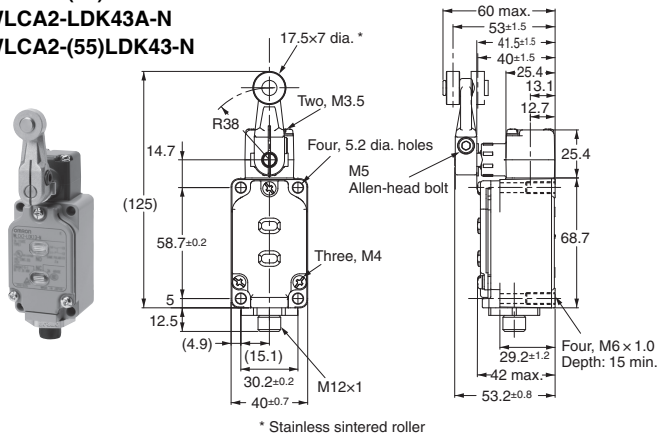 VLCA2-LDK43A-N
VLCA2-(55)LDK43-N
60 max.
53±1.5
41.5±1.5
40±1.5
25.4
13.1
12.7
17.5×7 dia. *
Two, M3.5
R38
Four, 5.2 dia. holes
M5
Allen-head bolt
25.4
14.7
(125)
58.7±0.2
68.7
Three, M4
5
12.5
(4.9)
(15.1)
30.2±0.2
40±0.7
M12×1
29.2±1.2
42 max.
53.2±0.8
Four, M6×1.0
Depth: 15 min.
* Stainless sintered roller